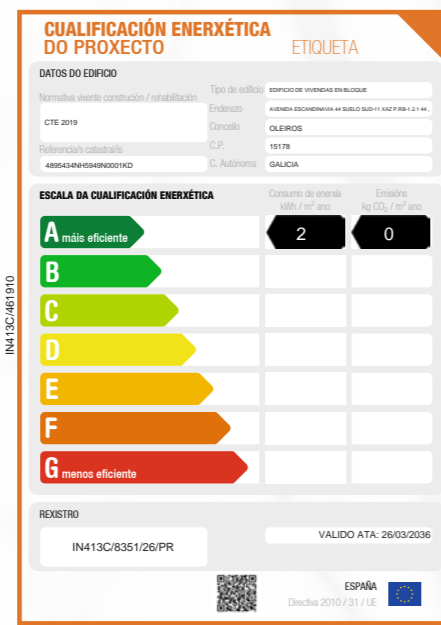 CUALIFICACIÓN ENERXÉTICA
DO PROXECTO
ETIQUETA
DATOS DO EDIFICIO
Normativa vixente construción / rehabilitación
CTE 2019
Referencia/s catastral/is
4895434NH5949N0001KD
Tipo de edificio EDIFICIO DE VIVENDAS EN BLOQUE
Enderezo AVENIDA ESCANDINAVIA 44 SUELO SUD-11 XAZ P.RB-1.2.1 44 ,
Concello OLEIROS
C.P. 15178
C. Autónoma GALICIA
ESCALA DA CUALIFICACIÓN ENERXÉTICA
Consumo de enerxía
kWh / m² ano
Emisións
kg CO₂ / m² ano
A máis eficiente 2 0
B
C
D
E
F
G menos eficiente
REXISTRO
IN413C/8351/26/PR
VALIDO ATA: 26/03/2036
ESPAÑA
Directiva 2010 / 31 / UE
IN413C/461910